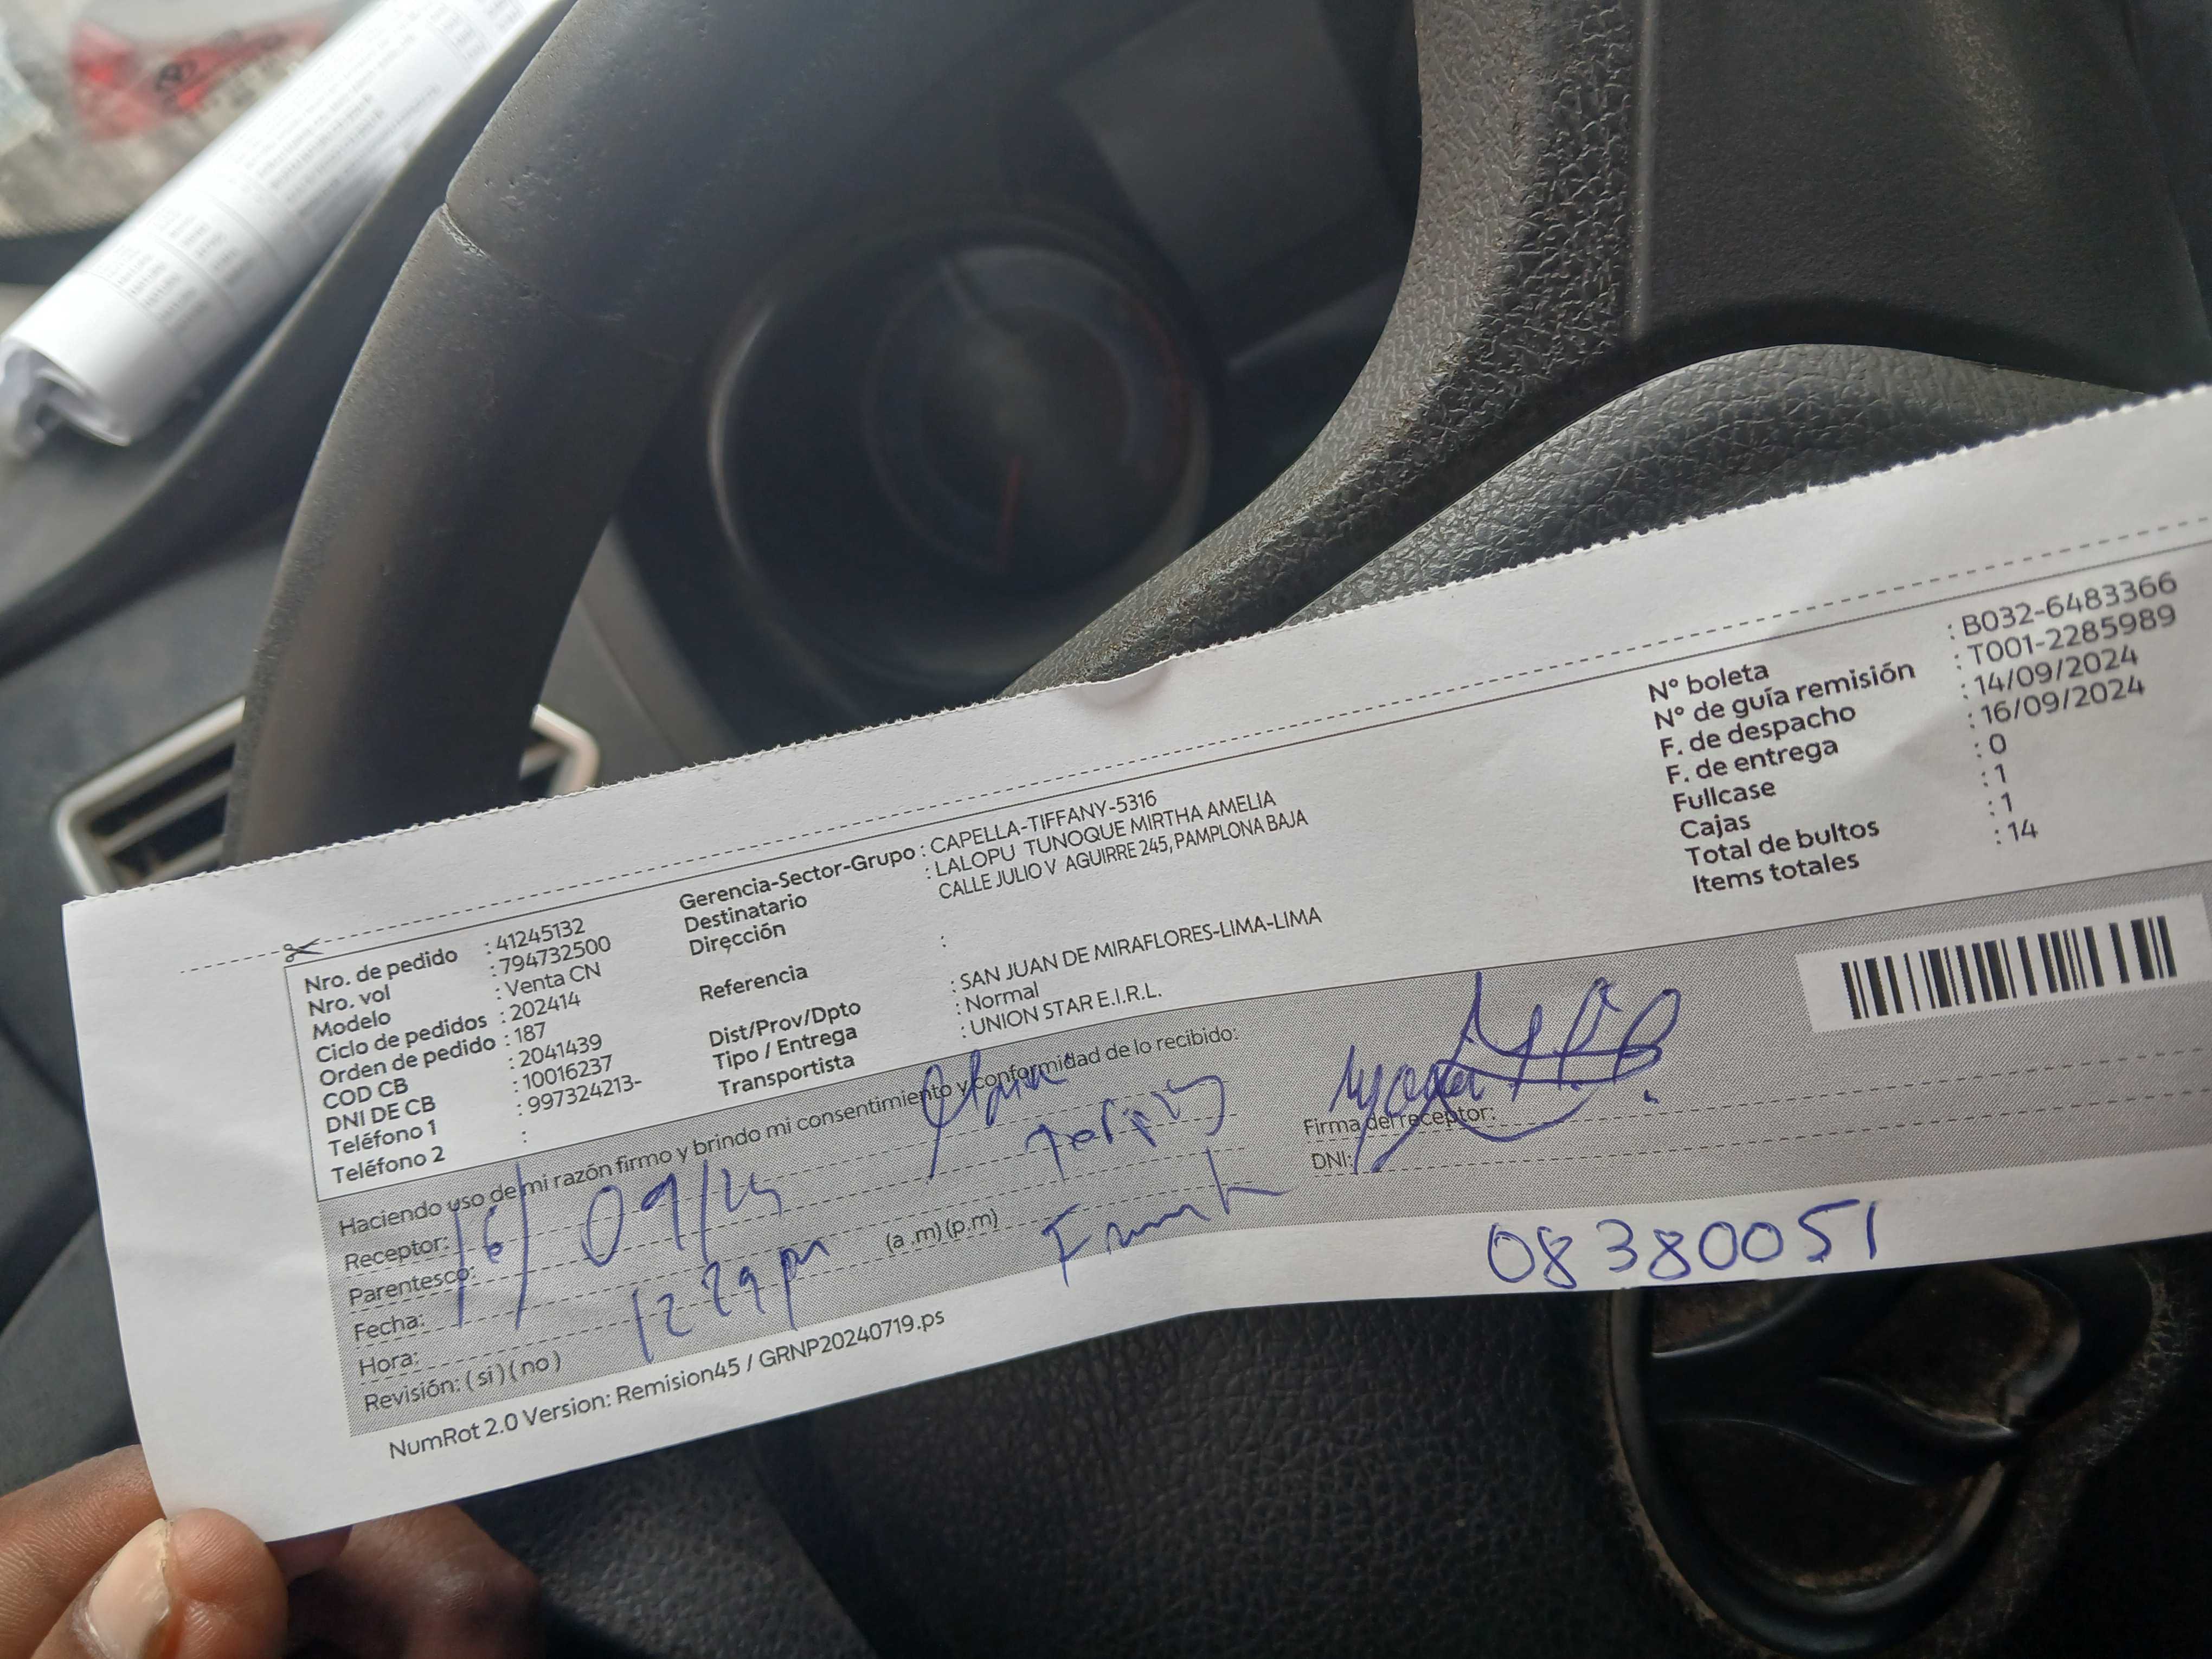 Nro. de pedido : 41245132
Nro. vol : 794732500
Modelo : Venta CN
Ciclo de pedidos : 202414
Orden de pedido : 187
COD CB : 2041439
DNI DE CB : 10016237
Teléfono 1 : 997324213-
Teléfono 2 :
Gerencia-Sector-Grupo : CAPELLA-TIFFANY-5316
Destinatario : LALOPU TUNOQUE MIRTHA AMELIA
Dirección CALLE JULIO V AGUIRRE 245, PAMPLONA BAJA
Referencia :
Dist/Prov/Dpto : SAN JUAN DE MIRAFLORES-LIMA-LIMA
Tipo / Entrega : Normal
Transportista : UNION STAR E.I.R.L.
N° boleta : B032-6483366
N° de guía remisión : T001-2285989
F. de despacho : 14/09/2024
F. de entrega : 16/09/2024
Fullcase : 0
Cajas : 1
Total de bultos : 1
Items totales : 14
Haciendo uso de mi razón firmo y brindo mi consentimiento y conformidad de lo recibido:
Receptor:
Parentesco:
Fecha: 16/09/24
Hora: 12 29 pm (a.m) (p.m)
Revisión: ( si ) ( no )
Firma del receptor:
DNI:
08380051
NumRot 2.0 Version: Remision45 / GRNP20240719.ps